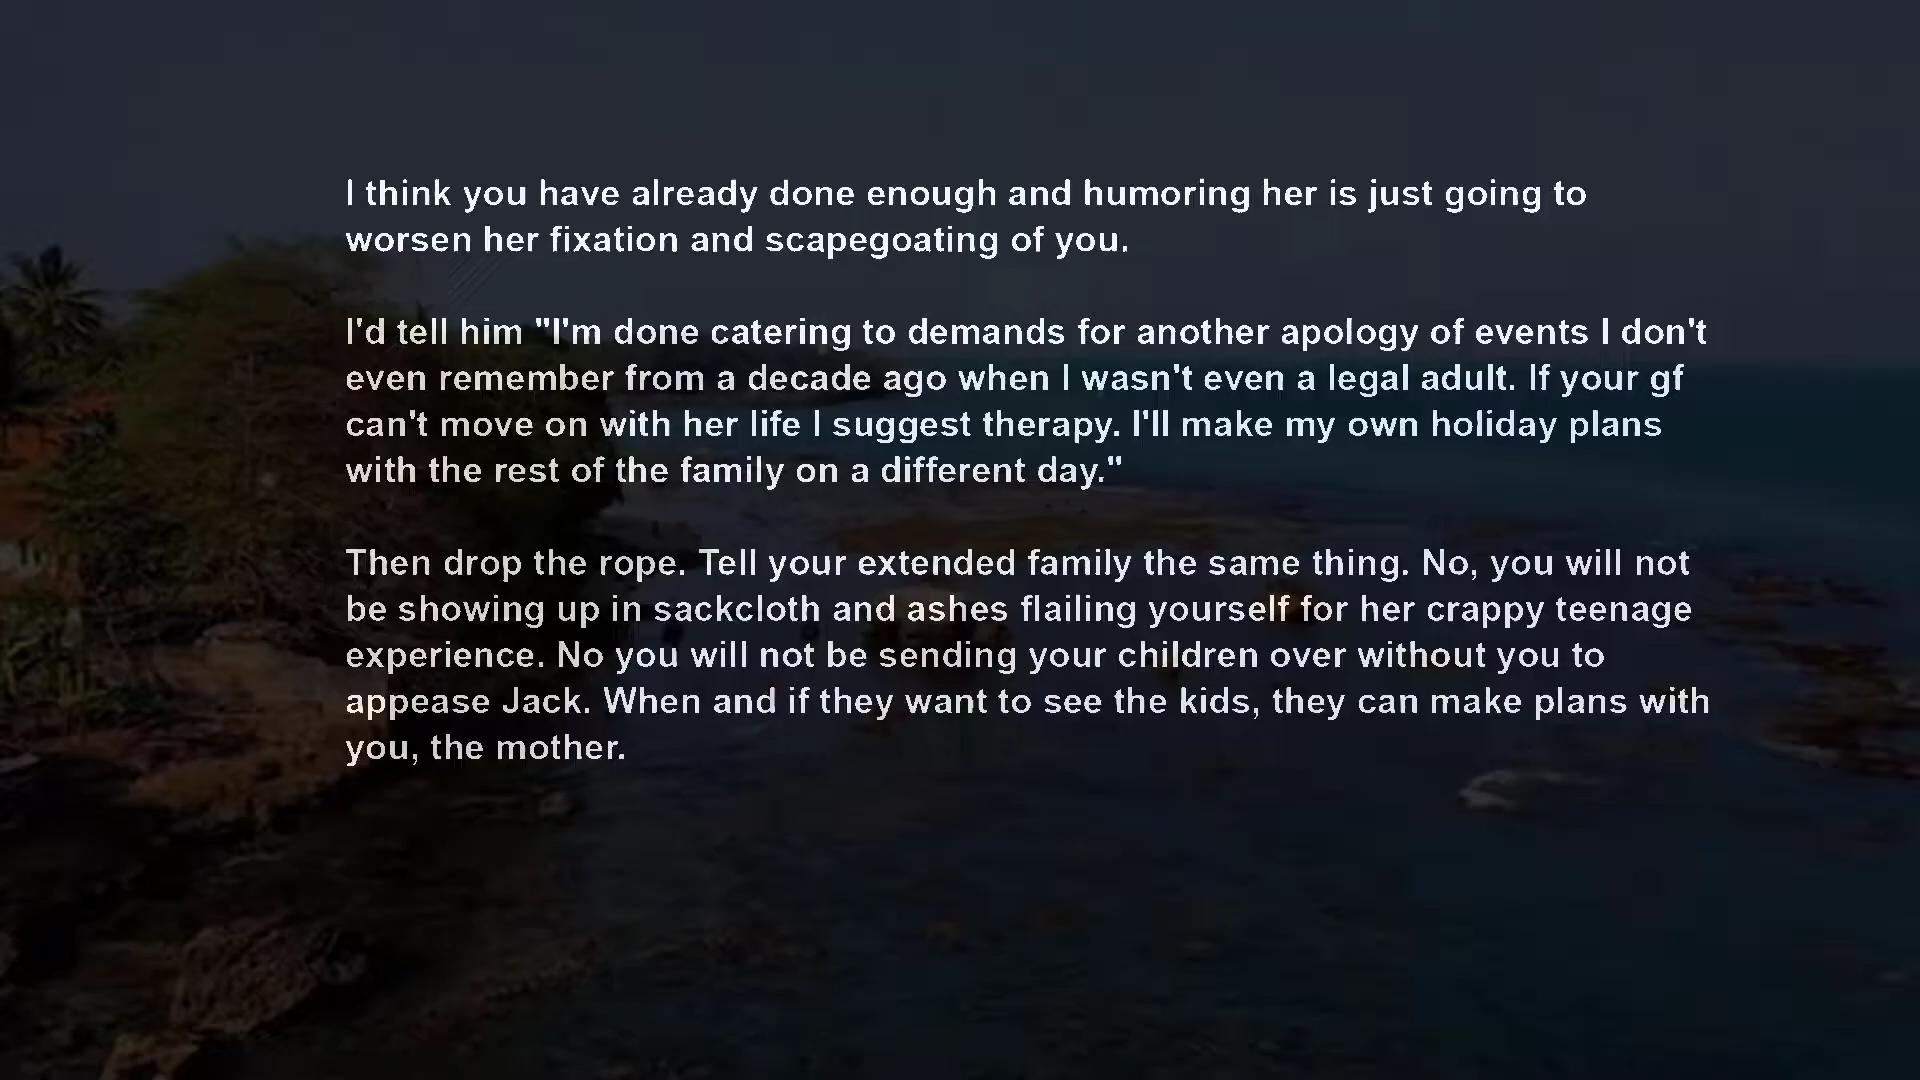 I think you have already done enough and humoring her is just going to
worsen her fixation and scapegoating of you.
I'd tell him "I'm done catering to demands for another apology of events I don't
even remember from a decade ago when I wasn't even a legal adult. If your gf
can't move on with her life I suggest therapy. I'll make my own holiday plans
with the rest of the family on a different day."
Then drop the rope. Tell your extended family the same thing. No, you will not
be showing up in sackcloth and ashes flailing yourself for her crappy teenage
experience. No you will not be sending your children over without you to
appease Jack. When and if they want to see the kids, they can make plans with
you, the mother.